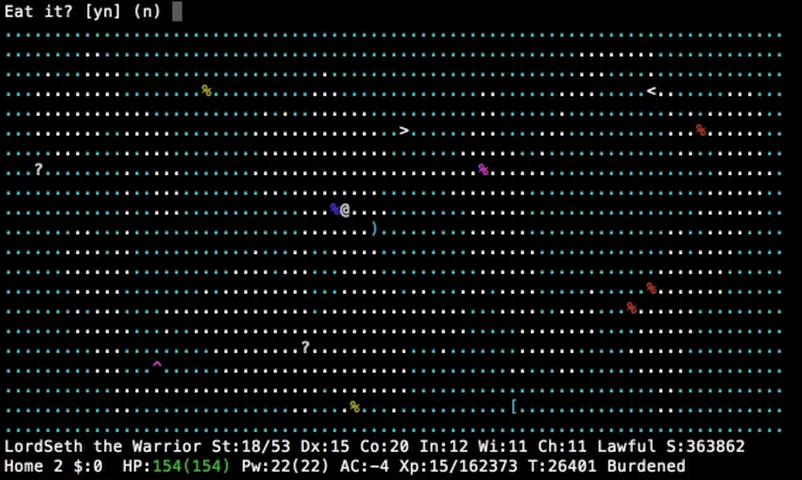 Eat it? [yn] (n)
LordSeth the Warrior St:18/53 Dx:15 Co:20 In:12 Wi:11 Ch:11 Lawful S:363862
Home 2 $:0 HP:154(154) Pw:22(22) AC:-4 Xp:15/162373 T:26401 Burdened